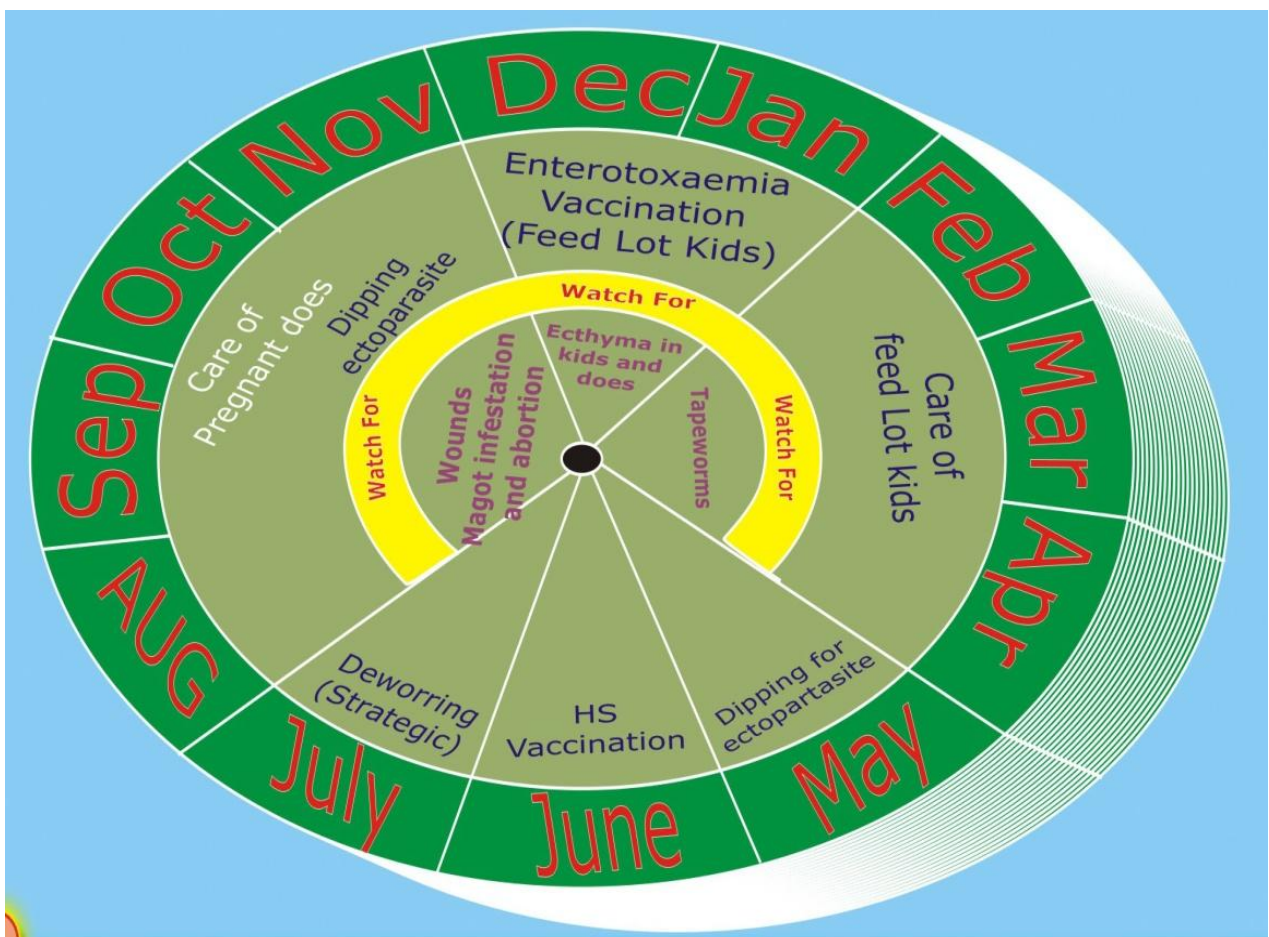 Dec
Jan
Feb
Mar
Apr
May
June
July
AUG
Sep
Oct
Nov
Enterotoxaemia
Vaccination
(Feed Lot Kids)
Care of
feed Lot kids
Dipping for
ectopartasite
HS
Vaccination
Deworring
(Strategic)
Care of
Pregnant does
Dipping
ectoparasite
Watch For
Watch For
Watch For
Ecthyma in
kids and
does
Tapeworms
Wounds
Magot infestation
and abortion